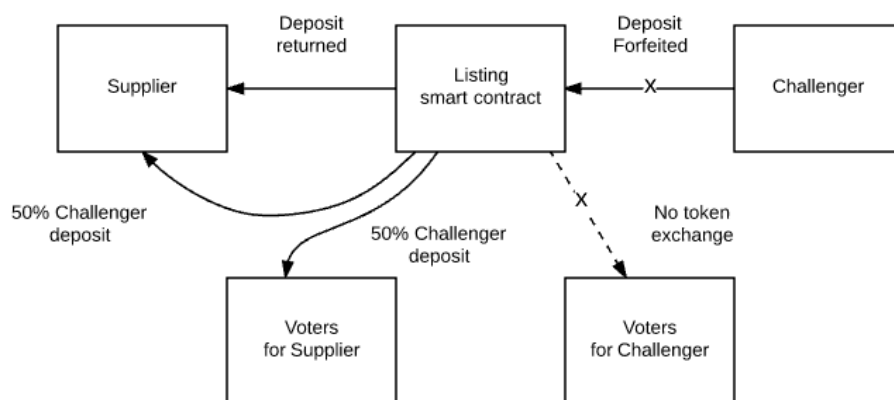 Deposit
returned
Deposit
Forfeited
Supplier
Listing
smart contract
X
Challenger
50% Challenger
deposit
50% Challenger
deposit
X
No token
exchange
Voters
for Supplier
Voters
for Challenger